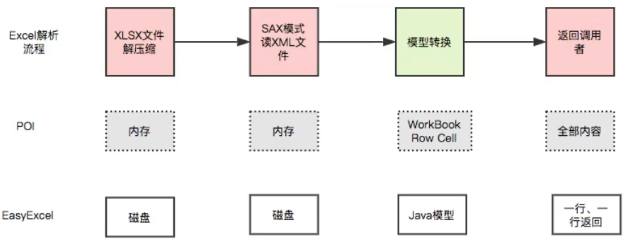 Excel解析
流程
XLSX文件
解压缩
SAX模式
读XML文
件
模型转换
返回调用
者
POI
内存
内存
WorkBook
Row Cell
全部内容
EasyExcel
磁盘
磁盘
Java模型
一行、一
行返回